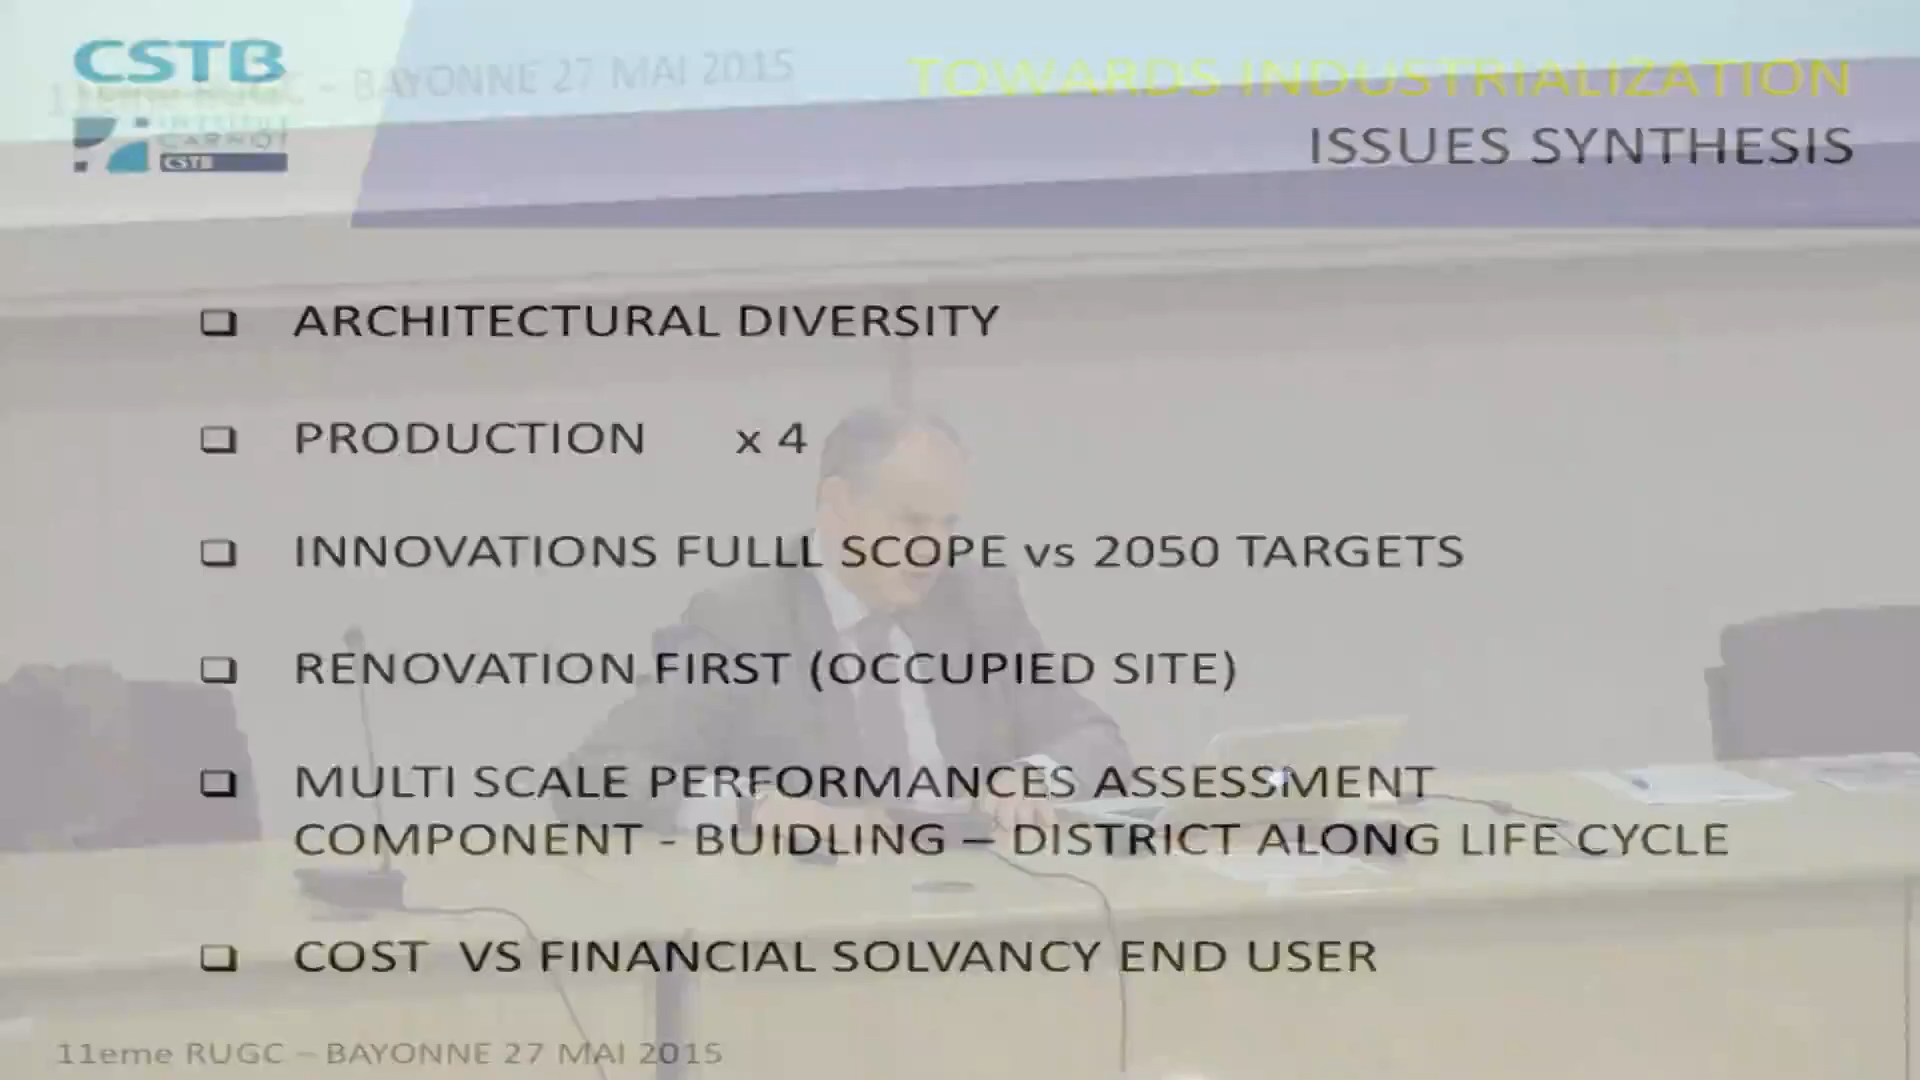 CSTB
11eme RUGC – BAYONNE 27 MAI 2015
TOWARDS INDUSTRIALIZATION
INSTITUT
CARNOT
CSTB
ISSUES SYNTHESIS
ARCHITECTURAL DIVERSITY
PRODUCTION x 4
INNOVATIONS FULLL SCOPE vs 2050 TARGETS
RENOVATION FIRST (OCCUPIED SITE)
MULTI SCALE PERFORMANCES ASSESSMENT
COMPONENT - BUIDLING – DISTRICT ALONG LIFE CYCLE
COST VS FINANCIAL SOLVANCY END USER
11eme RUGC – BAYONNE 27 MAI 2015